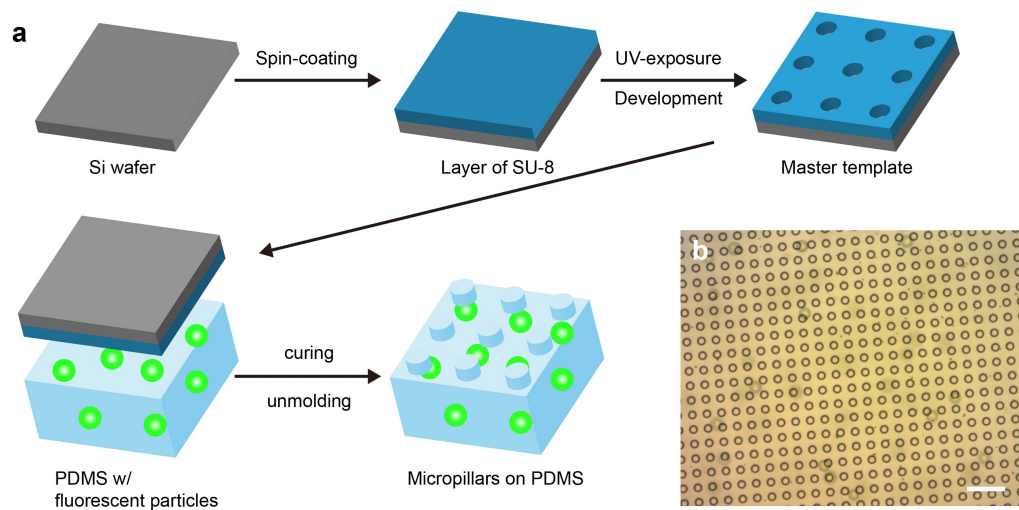 a
Spin-coating
UV-exposure
Development
Si wafer
Layer of SU-8
Master template
b
curing
unmolding
PDMS w/
fluorescent particles
Micropillars on PDMS